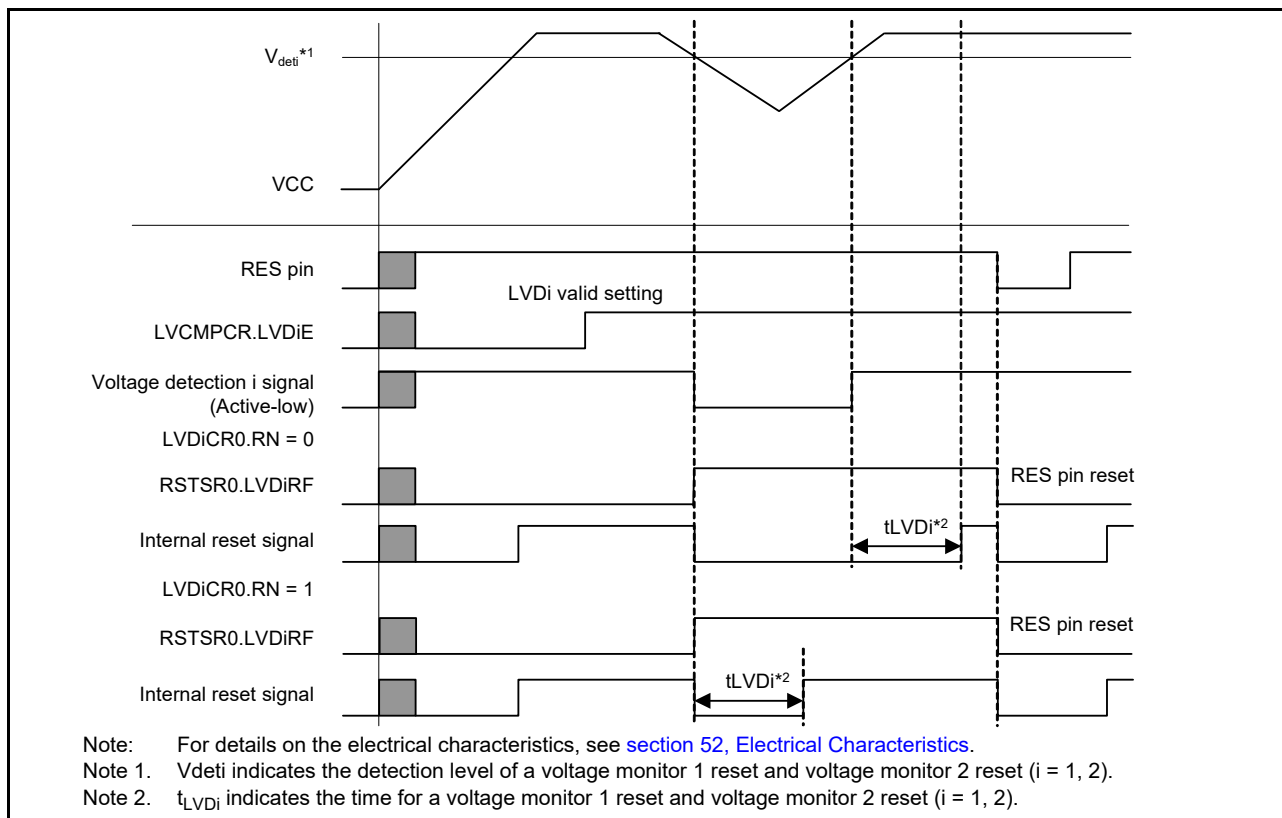 Vdeti*1
VCC
RES pin
LVDi valid setting
LVCMPCR.LVDiE
Voltage detection i signal
(Active-low)
LVDiCR0.RN = 0
RSTSR0.LVDiRF
RES pin reset
tLVDi*2
Internal reset signal
LVDiCR0.RN = 1
RSTSR0.LVDiRF
RES pin reset
tLVDi*2
Internal reset signal
Note: For details on the electrical characteristics, see section 52, Electrical Characteristics.
Note 1. Vdeti indicates the detection level of a voltage monitor 1 reset and voltage monitor 2 reset (i = 1, 2).
Note 2. tLVDi indicates the time for a voltage monitor 1 reset and voltage monitor 2 reset (i = 1, 2).